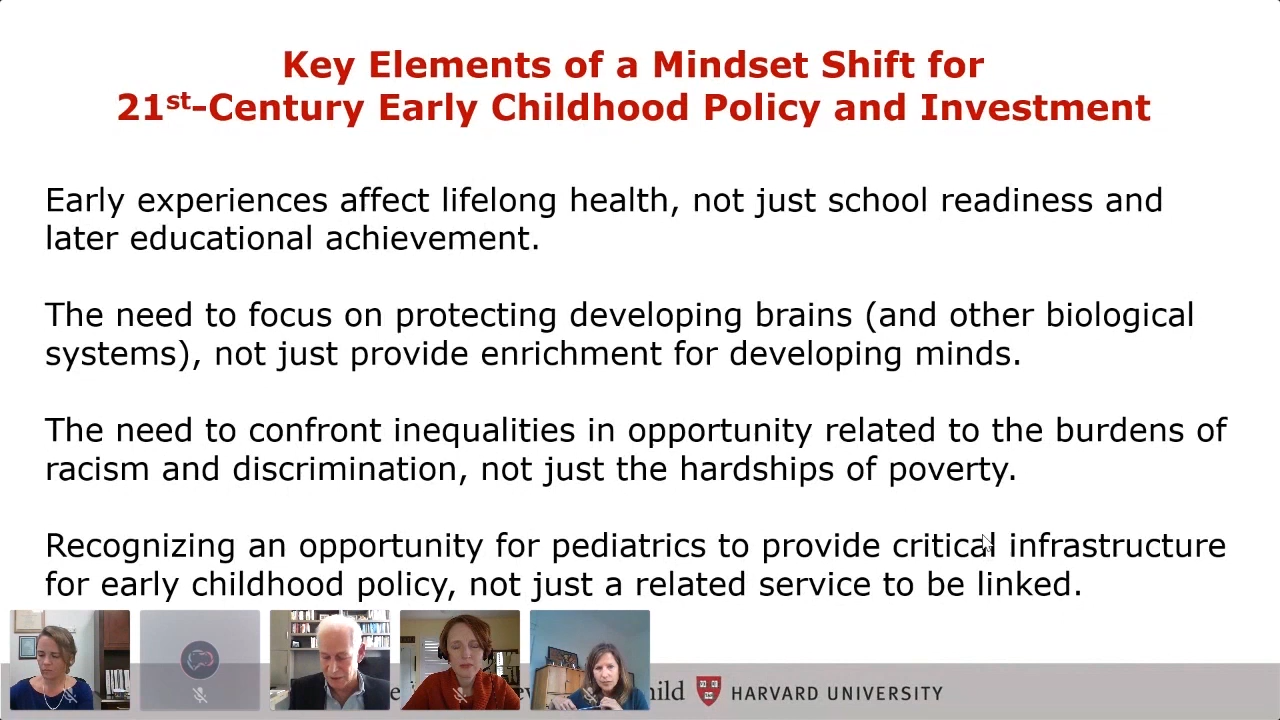 Key Elements of a Mindset Shift for
21st-Century Early Childhood Policy and Investment
Early experiences affect lifelong health, not just school readiness and
later educational achievement.
The need to focus on protecting developing brains (and other biological
systems), not just provide enrichment for developing minds.
The need to confront inequalities in opportunity related to the burdens of
racism and discrimination, not just the hardships of poverty.
Recognizing an opportunity for pediatrics to provide critical infrastructure
for early childhood policy, not just a related service to be linked.
HARVARD UNIVERSITY